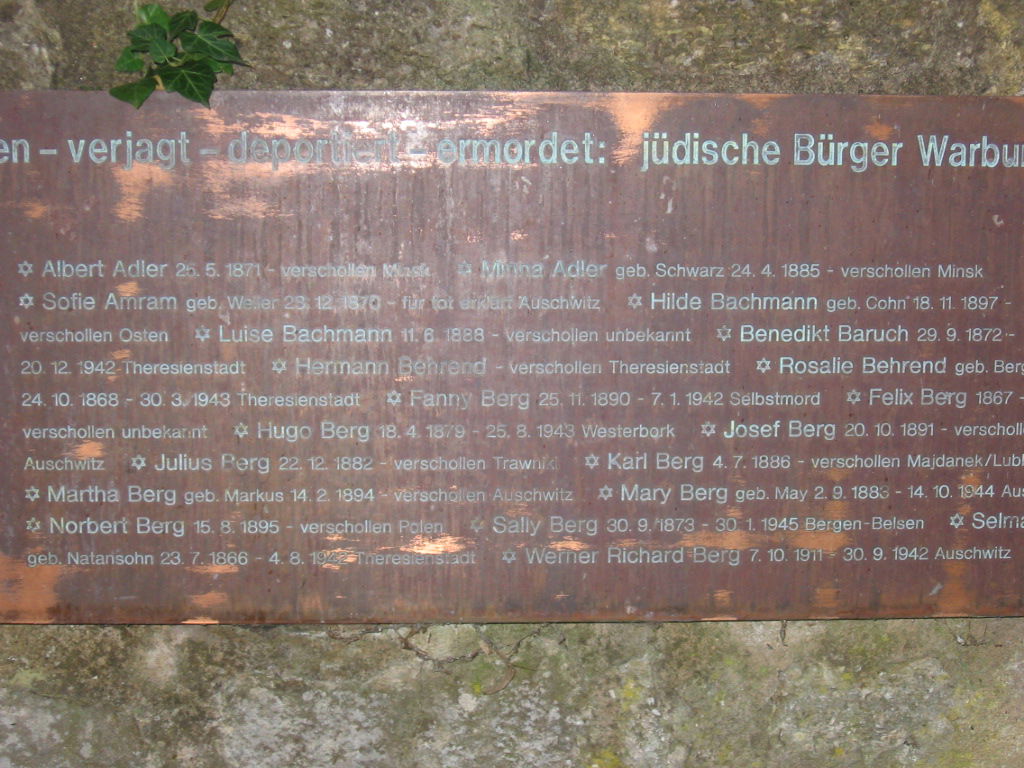 en – verjagt – deportiert – ermordet: jüdische Bürger Warbur
✡ Albert Adler 25. 5. 1871 - verschollen Minsk ✡ Minna Adler geb. Schwarz 24. 4. 1885 - verschollen Minsk
✡ Sofie Amram geb. Weiler 23. 12. 1870 - für tot erklärt Auschwitz ✡ Hilde Bachmann geb. Cohn 18. 11. 1897 -
verschollen Osten ✡ Luise Bachmann 11. 6. 1888 - verschollen unbekannt ✡ Benedikt Baruch 29. 9. 1872 -
20. 12. 1942 Theresienstadt ✡ Hermann Behrend - verschollen Theresienstadt ✡ Rosalie Behrend geb. Berg
24. 10. 1868 - 30. 3. 1943 Theresienstadt ✡ Fanny Berg 25. 11. 1890 - 7. 1. 1942 Selbstmord ✡ Felix Berg 1867 -
verschollen unbekannt ✡ Hugo Berg 18. 4. 1879 - 25. 8. 1943 Westerbork ✡ Josef Berg 20. 10. 1891 - verscholle
Auschwitz ✡ Julius Berg 22. 12. 1882 - verschollen Trawniki ✡ Karl Berg 4. 7. 1886 - verschollen Majdanek/Lubl
✡ Martha Berg geb. Markus 14. 2. 1894 - verschollen Auschwitz ✡ Mary Berg geb. May 2. 9. 1883 - 14. 10. 1944 Aus
✡ Norbert Berg 15. 8. 1895 - verschollen Polen ✡ Sally Berg 30. 9. 1873 - 30. 1. 1945 Bergen-Belsen ✡ Selma
geb. Natansohn 23. 7. 1866 - 4. 8. 1942 Theresienstadt ✡ Werner Richard Berg 7. 10. 1911 - 30. 9. 1942 Auschwitz